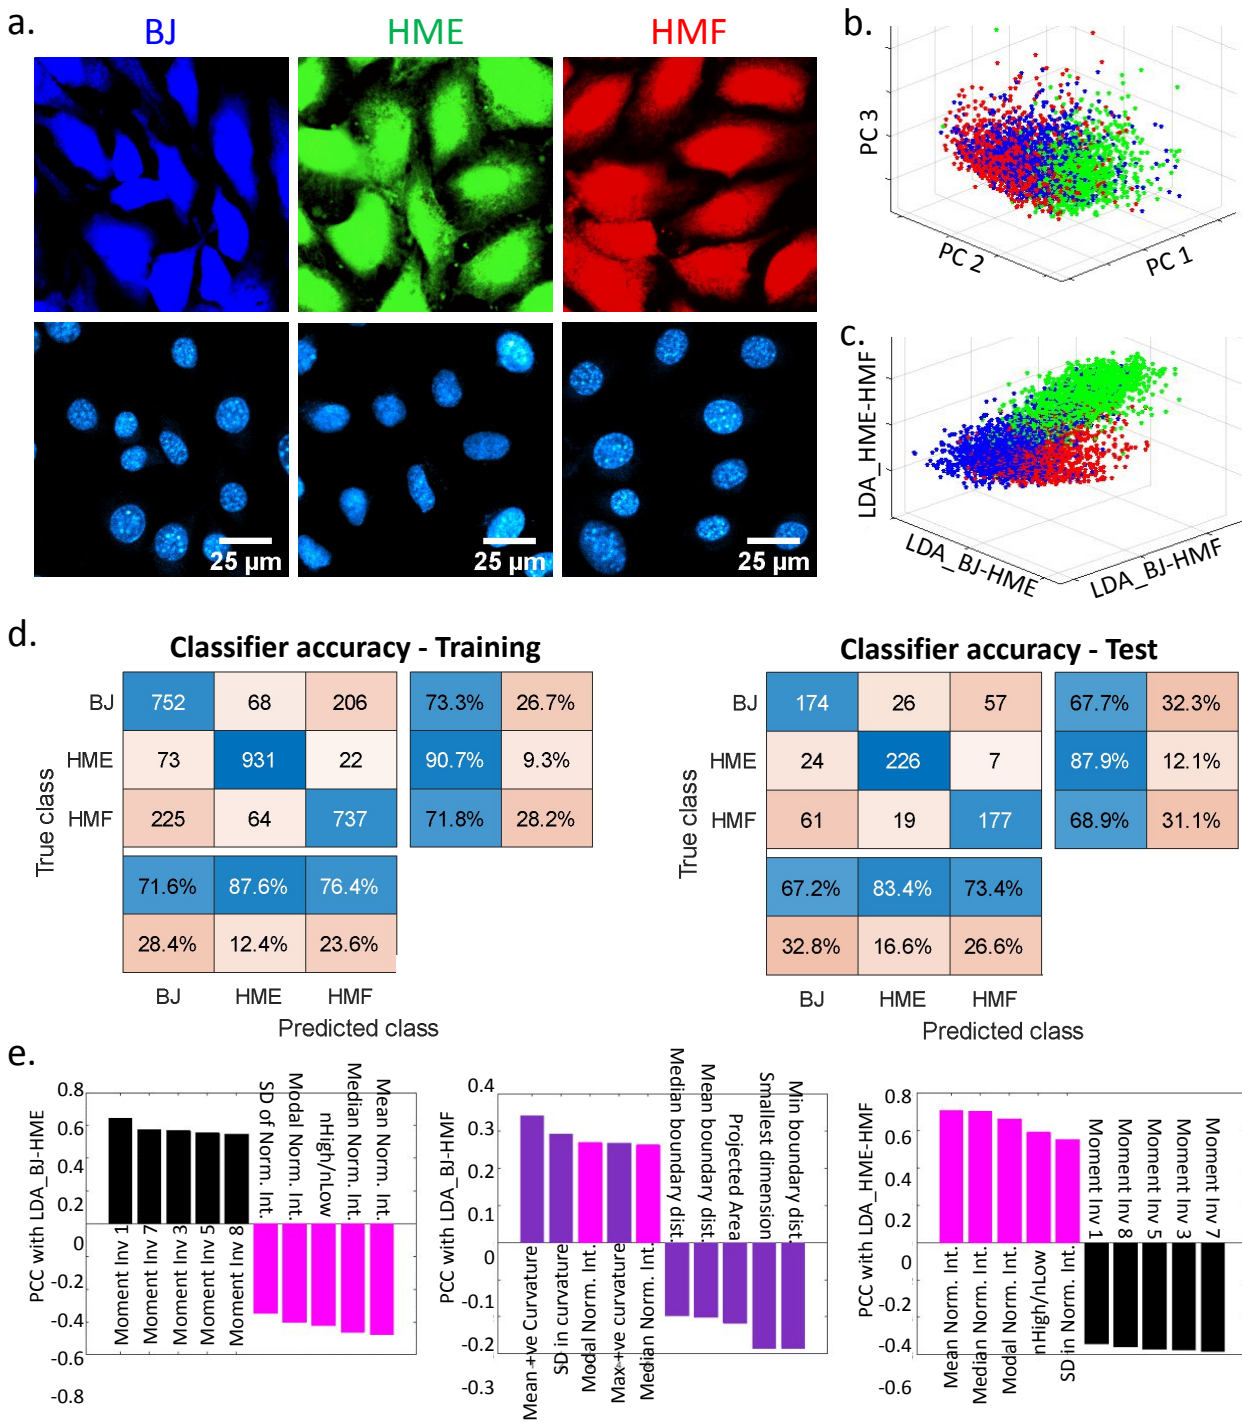 a.
BJ
HME
HMF
25 µm
25 µm
25 µm
b.
PC 3
PC 2
PC 1
c.
LDA_HME-HMF
LDA_BJ-HME
LDA_BJ-HMF
d.
Classifier accuracy - Training
True class
BJ 752 68 206 73.3% 26.7%
HME 73 931 22 90.7% 9.3%
HMF 225 64 737 71.8% 28.2%
71.6% 87.6% 76.4%
28.4% 12.4% 23.6%
BJ HME HMF
Predicted class
Classifier accuracy - Test
True class
BJ 174 26 57 67.7% 32.3%
HME 24 226 7 87.9% 12.1%
HMF 61 19 177 68.9% 31.1%
67.2% 83.4% 73.4%
32.8% 16.6% 26.6%
BJ HME HMF
Predicted class
e.
PCC with LDA_BJ-HME
0.8
0.6
0.4
0.2
0
-0.2
-0.4
-0.6
-0.8
Moment Inv 1
Moment Inv 7
Moment Inv 3
Moment Inv 5
Moment Inv 8
SD of Norm. Int.
Modal Norm. Int.
nHigh/nLow
Median Norm. Int.
Mean Norm. Int.
PCC with LDA_BJ-HMF
0.4
0.3
0.2
0.1
0
-0.1
-0.2
-0.3
Mean +ve Curvature
SD in curvature
Modal Norm. Int.
Max +ve curvature
Median Norm. Int.
Median boundary dist.
Mean boundary dist.
Projected Area
Smallest dimension
Min boundary dist.
PCC with LDA_HME-HMF
0.8
0.6
0.4
0.2
0
-0.2
-0.4
-0.6
Mean Norm. Int.
Median Norm. Int.
Modal Norm. Int.
nHigh/nLow
SD in Norm. Int.
Moment Inv 1
Moment Inv 8
Moment Inv 5
Moment Inv 3
Moment Inv 7